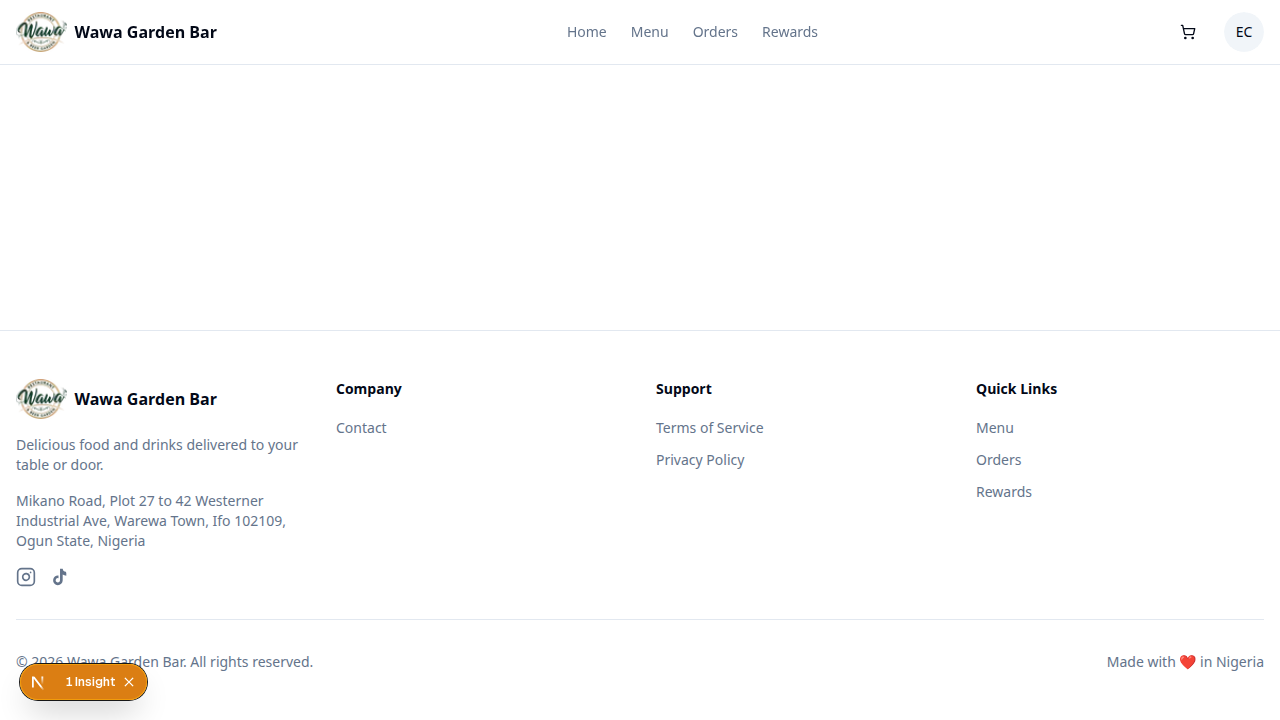 Wawa
Wawa Garden Bar
Home
Menu
Orders
Rewards
EC
Wawa
Wawa Garden Bar
Delicious food and drinks delivered to your
table or door.
Mikano Road, Plot 27 to 42 Westerner
Industrial Ave, Warewa Town, Ifo 102109,
Ogun State, Nigeria
Company
Contact
Support
Terms of Service
Privacy Policy
Quick Links
Menu
Orders
Rewards
© 2026 Wawa Garden Bar. All rights reserved.
Made with ❤️ in Nigeria
N
1 Insight